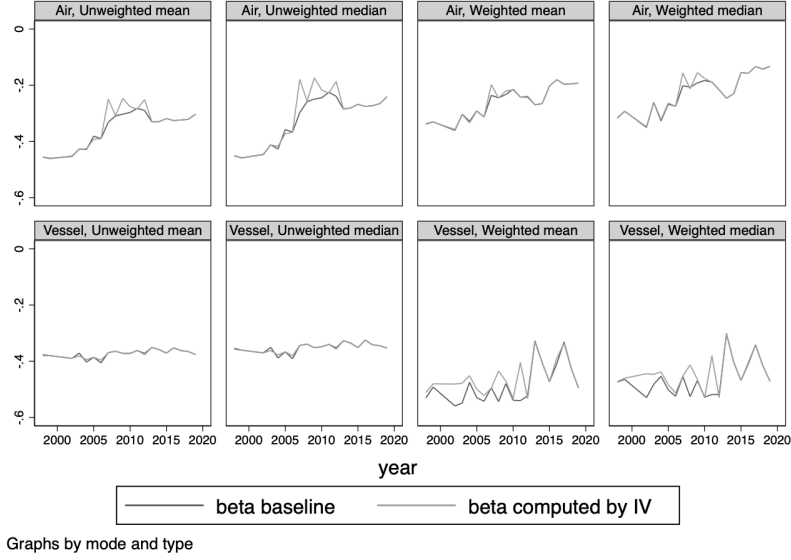 Air, Unweighted mean
Air, Unweighted median
Air, Weighted mean
Air, Weighted median
0
-.2
-.4
-.6
Vessel, Unweighted mean
Vessel, Unweighted median
Vessel, Weighted mean
Vessel, Weighted median
0
-.2
-.4
-.6
2000 2005 2010 2015 2020
2000 2005 2010 2015 2020
2000 2005 2010 2015 2020
2000 2005 2010 2015 2020
year
beta baseline
beta computed by IV
Graphs by mode and type